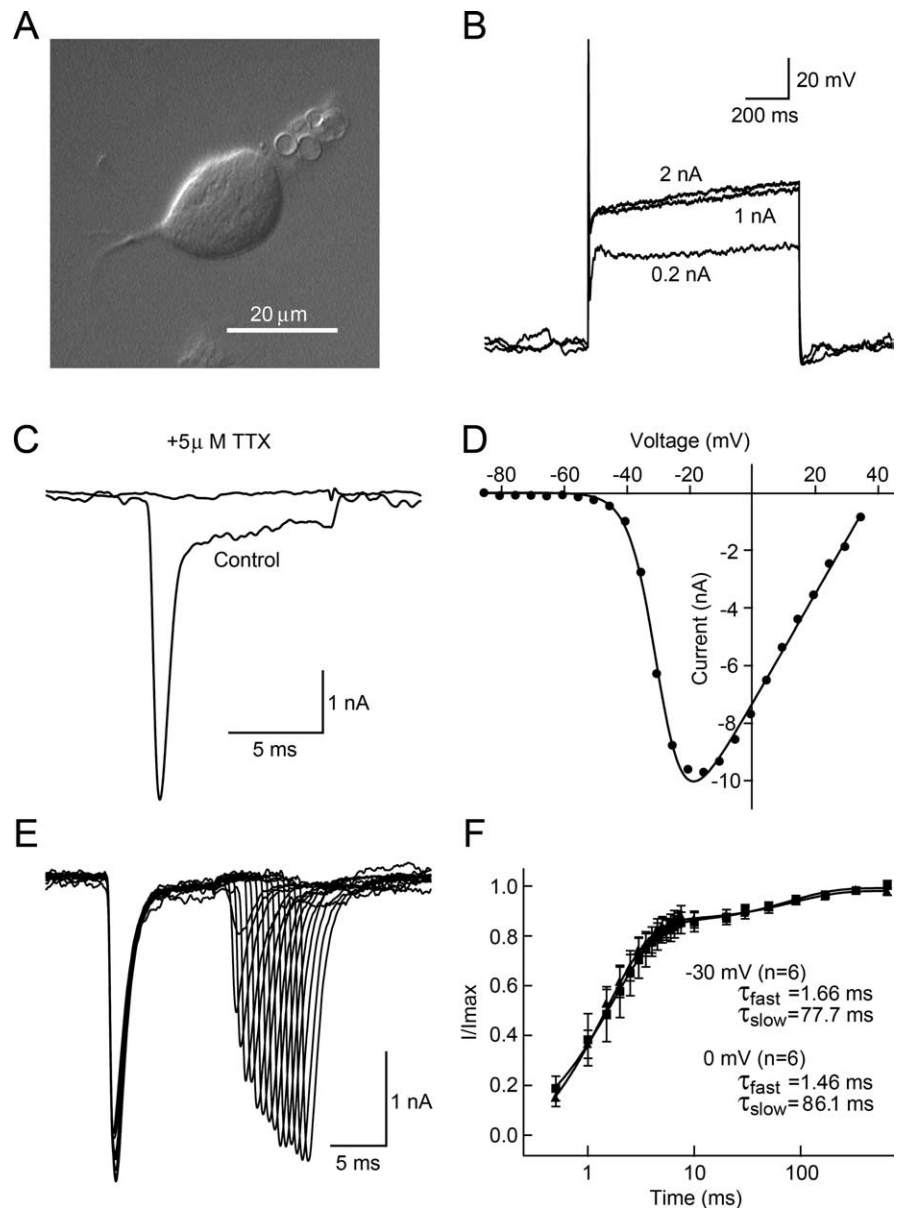 A
20 µm
B
20 mV
200 ms
2 nA
1 nA
0.2 nA
C
+5µ M TTX
Control
1 nA
5 ms
D
Voltage (mV)
-80 -60 -40 -20 20 40
-2
-4
-6
-8
-10
Current (nA)
E
1 nA
5 ms
F
1.0
0.8
0.6
0.4
0.2
0.0
I/Imax
-30 mV (n=6)
τfast =1.66 ms
τslow=77.7 ms
0 mV (n=6)
τfast =1.46 ms
τslow=86.1 ms
1 10 100
Time (ms)